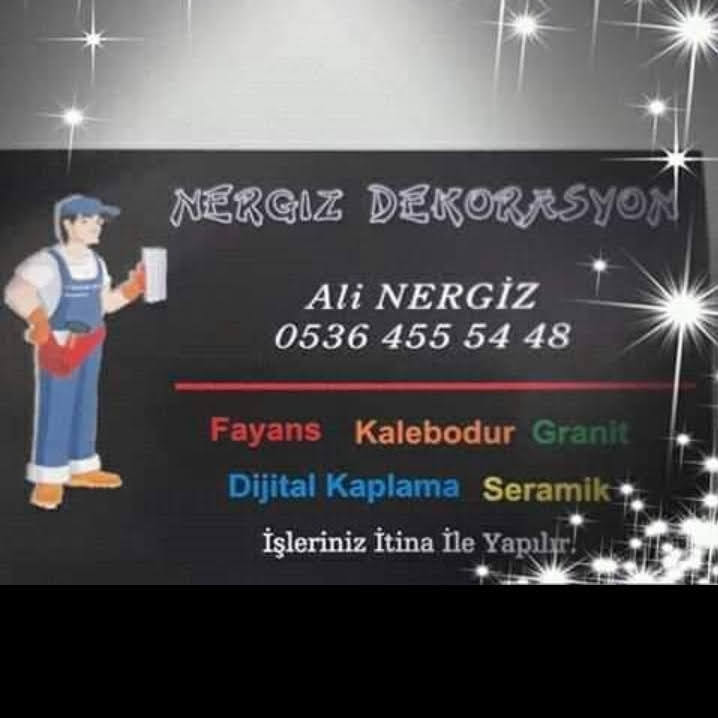 NERGIZ DEKORASYON
Ali NERGİZ
0536 455 54 48
Fayans Kalebodur Granit
Dijital Kaplama Seramik
İşleriniz İtina İle Yapılır!